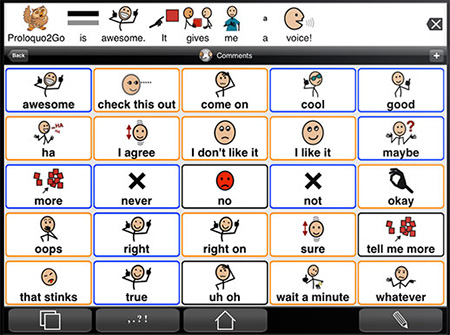 Proloquo2Go is awesome. It gives me a voice!
a
Back Comments +
awesome check this out come on cool good
HA HA ?
ha I agree I don't like it I like it maybe
more never no not okay
oops right right on sure tell me more
that stinks true uh oh wait a minute whatever
,..?!